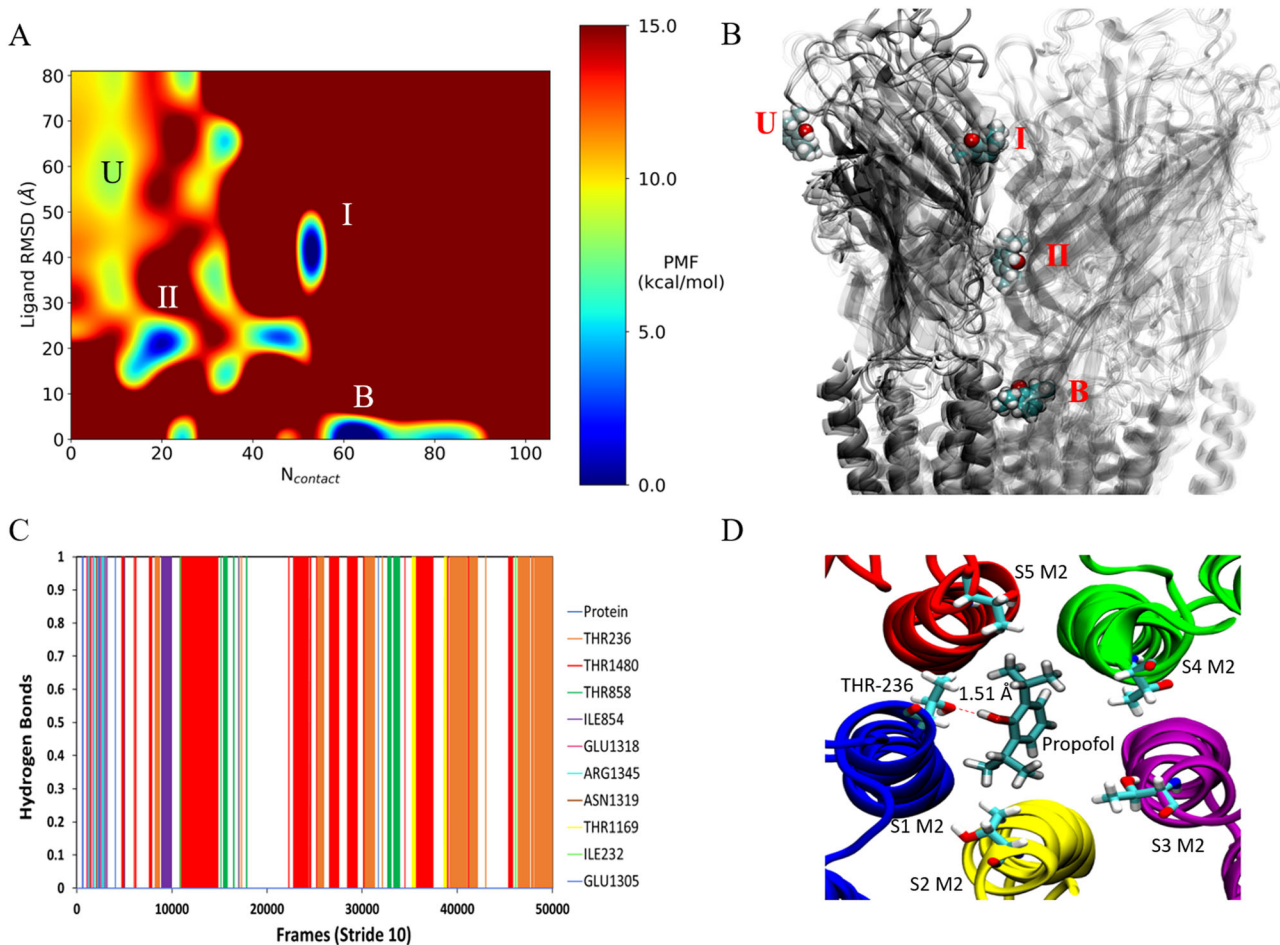 A
Ligand RMSD (Å)
80
70
60
50
40
30
20
10
0
U
I
II
B
0
20
40
60
80
100
N_contact
15.0
10.0
PMF
(kcal/mol)
5.0
0.0
B
U
I
II
B
C
Hydrogen Bonds
1
0.9
0.8
0.7
0.6
0.5
0.4
0.3
0.2
0.1
0
0
10000
20000
30000
40000
50000
Frames (Stride 10)
Protein
THR236
THR1480
THR858
ILE854
GLU1318
ARG1345
ASN1319
THR1169
ILE232
GLU1305
D
S5 M2
S4 M2
THR-236
1.51 Å
Propofol
S1 M2
S3 M2
S2 M2